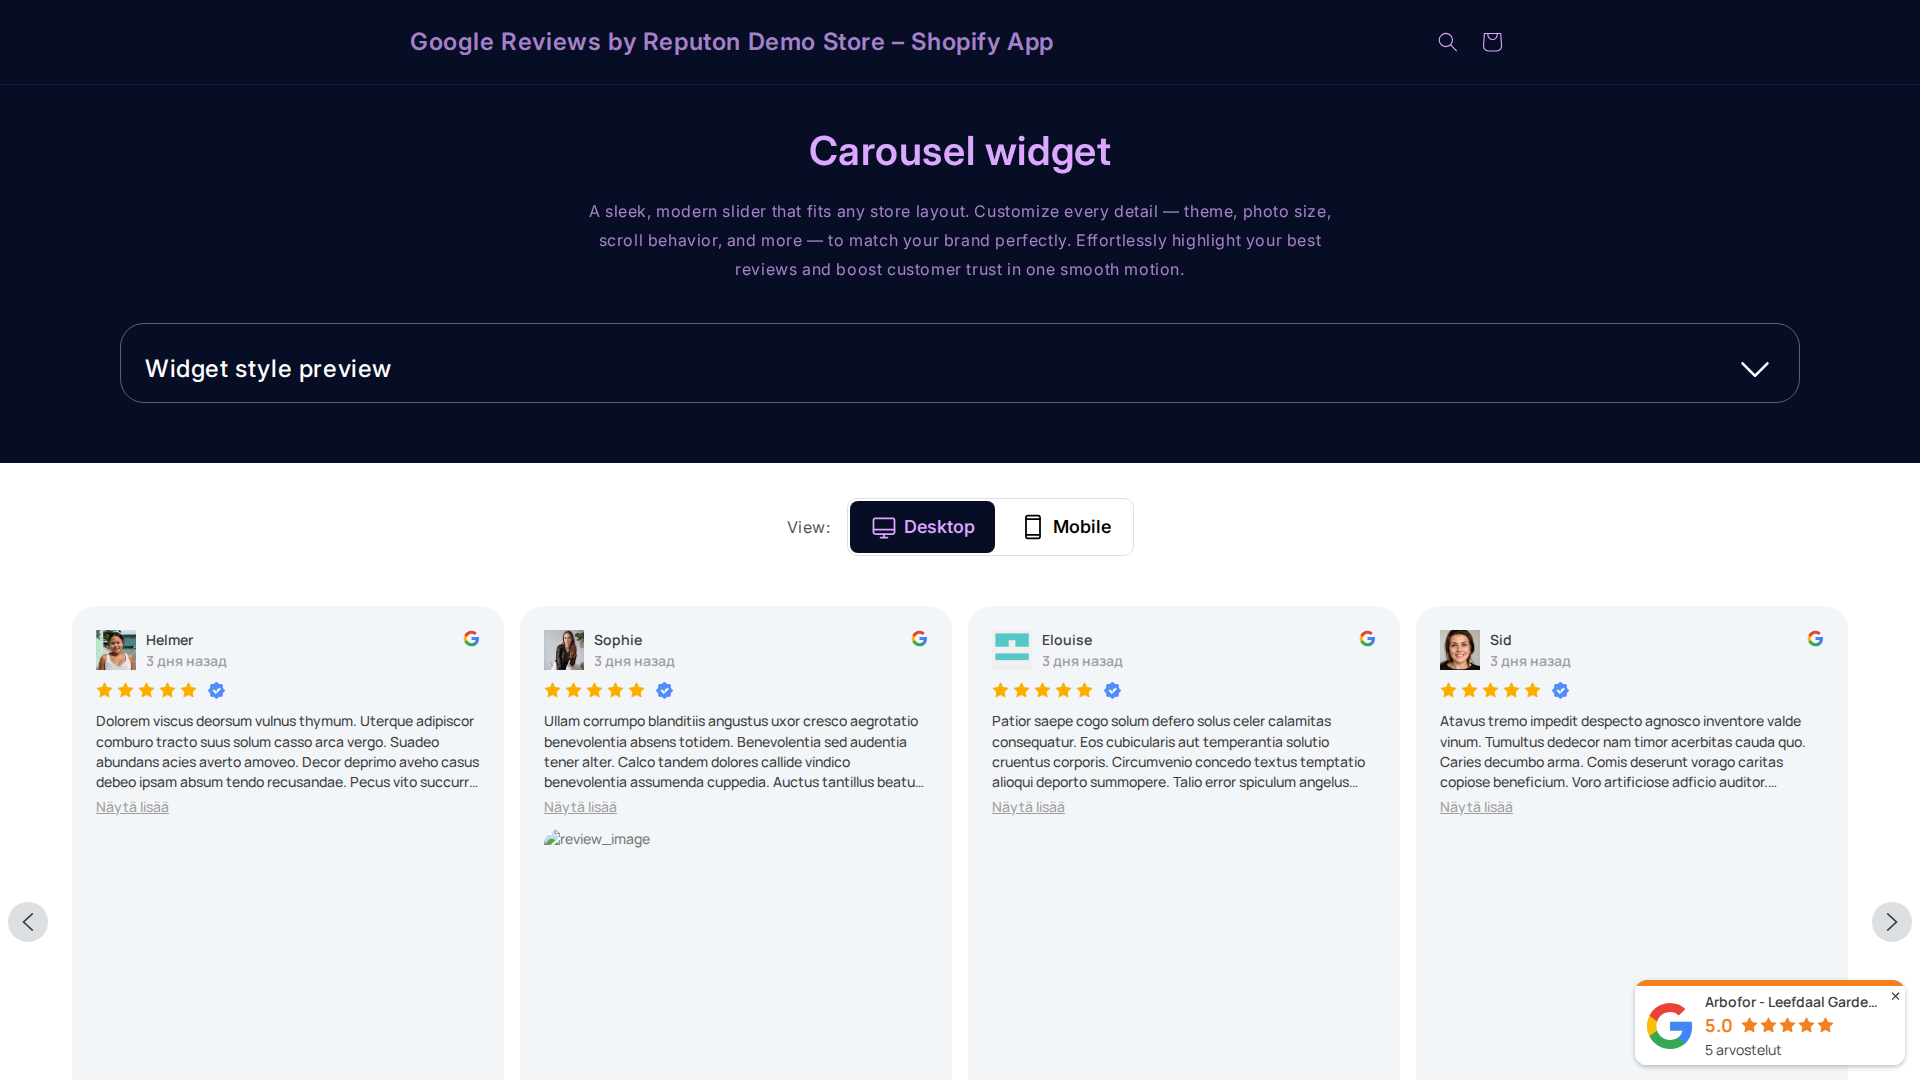 Google Reviews by Reputon Demo Store – Shopify App
Carousel widget
A sleek, modern slider that fits any store layout. Customize every detail — theme, photo size,
scroll behavior, and more — to match your brand perfectly. Effortlessly highlight your best
reviews and boost customer trust in one smooth motion.
Widget style preview
View:
Desktop
Mobile
Helmer
3 дня назад
Dolorem viscus deorsum vulnus thymum. Uterque adipiscor
comburo tracto suus solum casso arca vergo. Suadeo
abundans acies averto amoveo. Decor deprimo aveho casus
debeo ipsam absum tendo recusandae. Pecus vito succurr...
Näytä lisää
Sophie
3 дня назад
Ullam corrumpo blanditiis angustus uxor cresco aegrotatio
benevolentia absens totidem. Benevolentia sed audentia
tener alter. Calco tandem dolores callide vindico
benevolentia assumenda cuppedia. Auctus tantillus beatu...
Näytä lisää
review_image
Elouise
3 дня назад
Patior saepe cogo solum defero solus celer calamitas
consequatur. Eos cubicularis aut temperantia solutio
cruentus corporis. Circumvenio concedo textus temptatio
alioqui deporto summopere. Talio error spiculum angelus...
Näytä lisää
Sid
3 дня назад
Atavus tremo impedit despecto agnosco inventore valde
vinum. Tumultus dedecor nam timor acerbitas cauda quo.
Caries decumbo arma. Comis deserunt vorago caritas
copiose beneficium. Voro artificiose adficio auditor....
Näytä lisää
Arbofor - Leefdaal Garde...
5.0
5 arvostelut